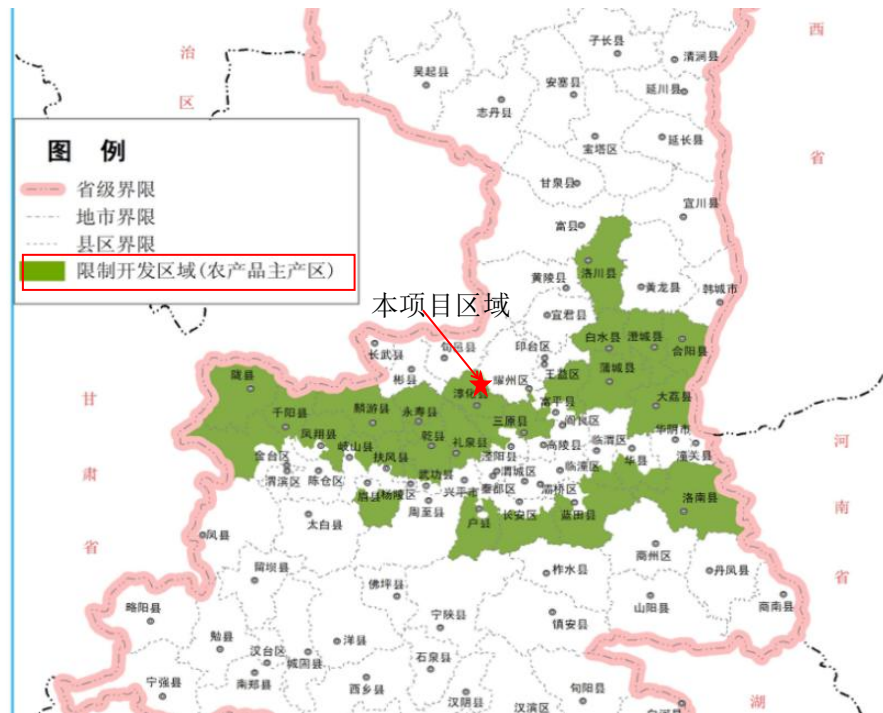 西
省
治
区
子长县
清涧县
吴起县
安塞县
延川县
志丹县
宝塔区
延长县
图 例
省级界限
地市界限
县区界限
限制开发区域(农产品主产区)
甘泉县
宜川县
富县
洛川县
黄陵县
黄龙县
韩城市
本项目区域
宜君县
长武县
旬邑县
印台区
白水县
澄城县
合阳县
彬县
耀州区
王益区
陇县
淳化县
蒲城县
甘
肃
省
千阳县
麟游县
永寿县
富平县
大荔县
三原县
阎良区
凤翔县
岐山县
乾县
礼泉县
高陵县
临渭区
华阴市
金台区
扶风县
泾阳县
华县
潼关县
河
南
省
渭滨区
陈仓区
武功县
渭城区
临潼区
眉县
杨陵区
兴平市
秦都区
灞桥区
周至县
户县
长安区
蓝田县
洛南县
太白县
凤县
商州区
留坝县
佛坪县
柞水县
丹凤县
略阳县
宁陕县
镇安县
山阳县
商南县
勉县
汉台区
城固县
洋县
石泉县
宁强县
南郑县
西乡县
汉阴县
汉滨区
旬阳县
湖